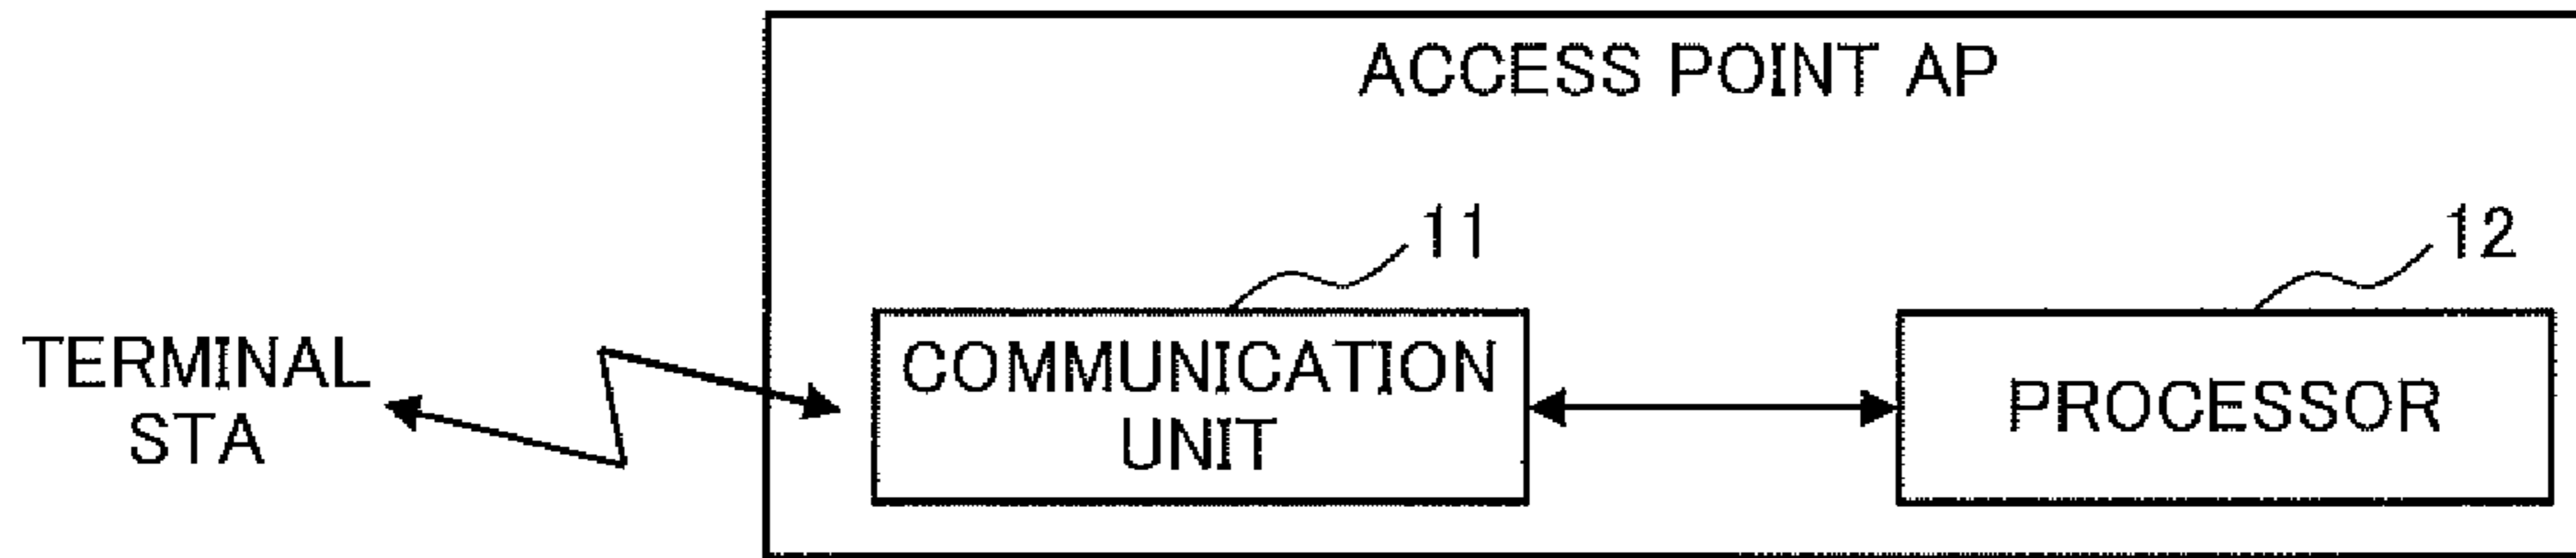 ACCESS POINT AP
11
12
TERMINAL
STA
COMMUNICATION
UNIT
PROCESSOR